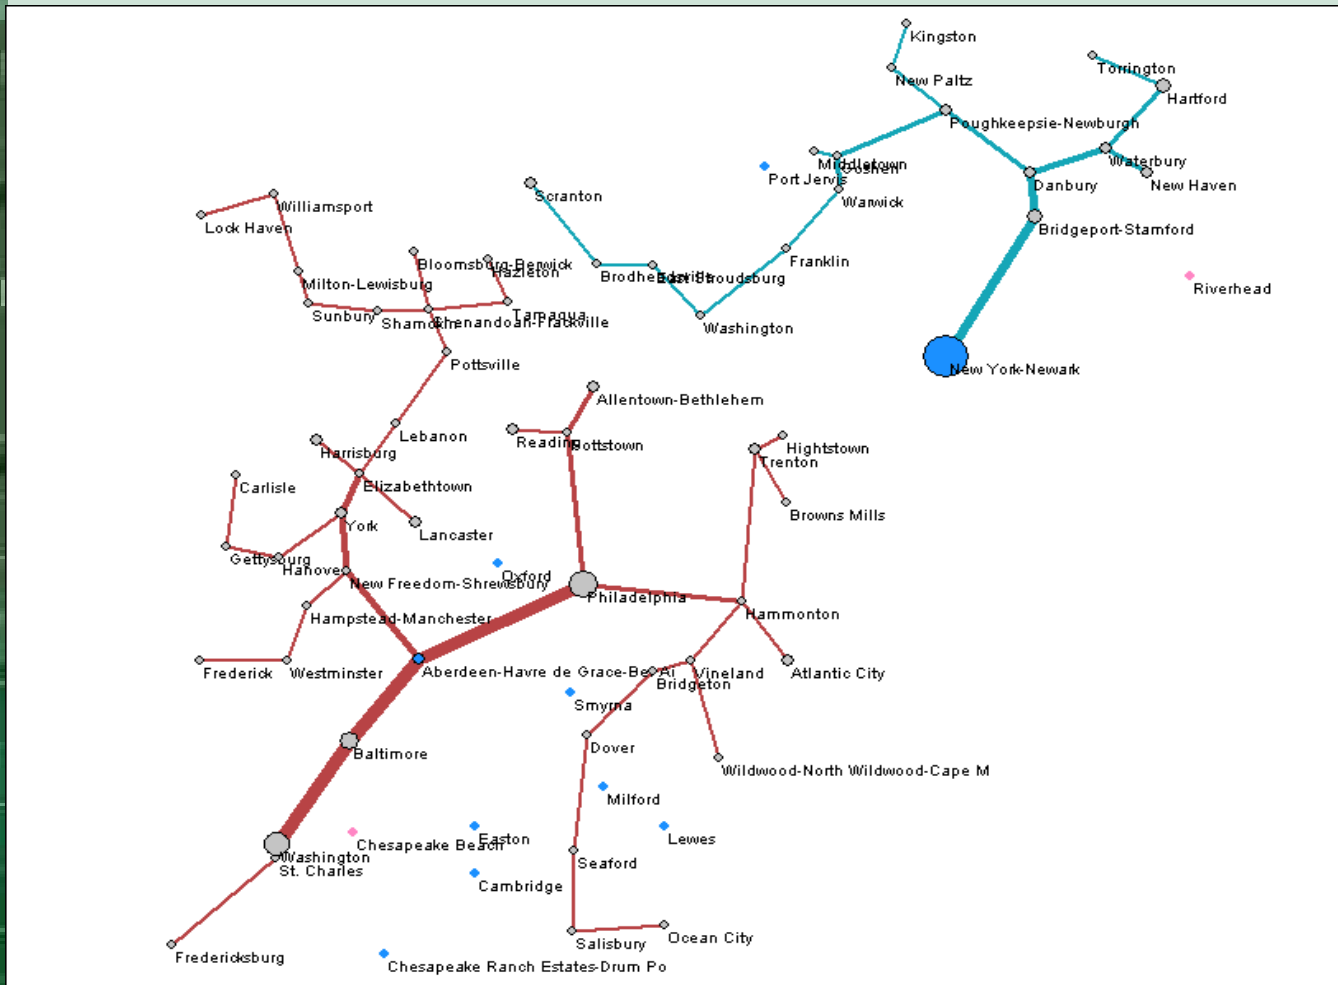 Kingston
Torrington
New Paltz
Hartford
Poughkeepsie-Newburgh
Middletown
Waterbury
Goshen
Port Jervis
Danbury
New Haven
Scranton
Warwick
Williamsport
Lock Haven
Bridgeport-Stamford
Bloomsburg-Berwick
Franklin
Hazleton
Brodheadsville
East Stroudsburg
Milton-Lewisburg
Riverhead
Sunbury
Shamokin
Shenandoah-Frackville
Tamaqua
Washington
Pottsville
New York-Newark
Allentown-Bethlehem
Lebanon
Reading
Pottstown
Hightstown
Harrisburg
Trenton
Elizabethtown
Carlisle
Browns Mills
York
Lancaster
Gettysburg
Hanover
New Freedom-Shrewsbury
Oxford
Philadelphia
Hampstead-Manchester
Hammonton
Frederick
Westminster
Aberdeen-Havre de Grace-Bel Ai
Bridgeton
Vineland
Atlantic City
Smyrna
Dover
Baltimore
Wildwood-North Wildwood-Cape M
Milford
Chesapeake Beach
Easton
Lewes
Washington
St. Charles
Seaford
Cambridge
Salisbury
Ocean City
Fredericksburg
Chesapeake Ranch Estates-Drum Po